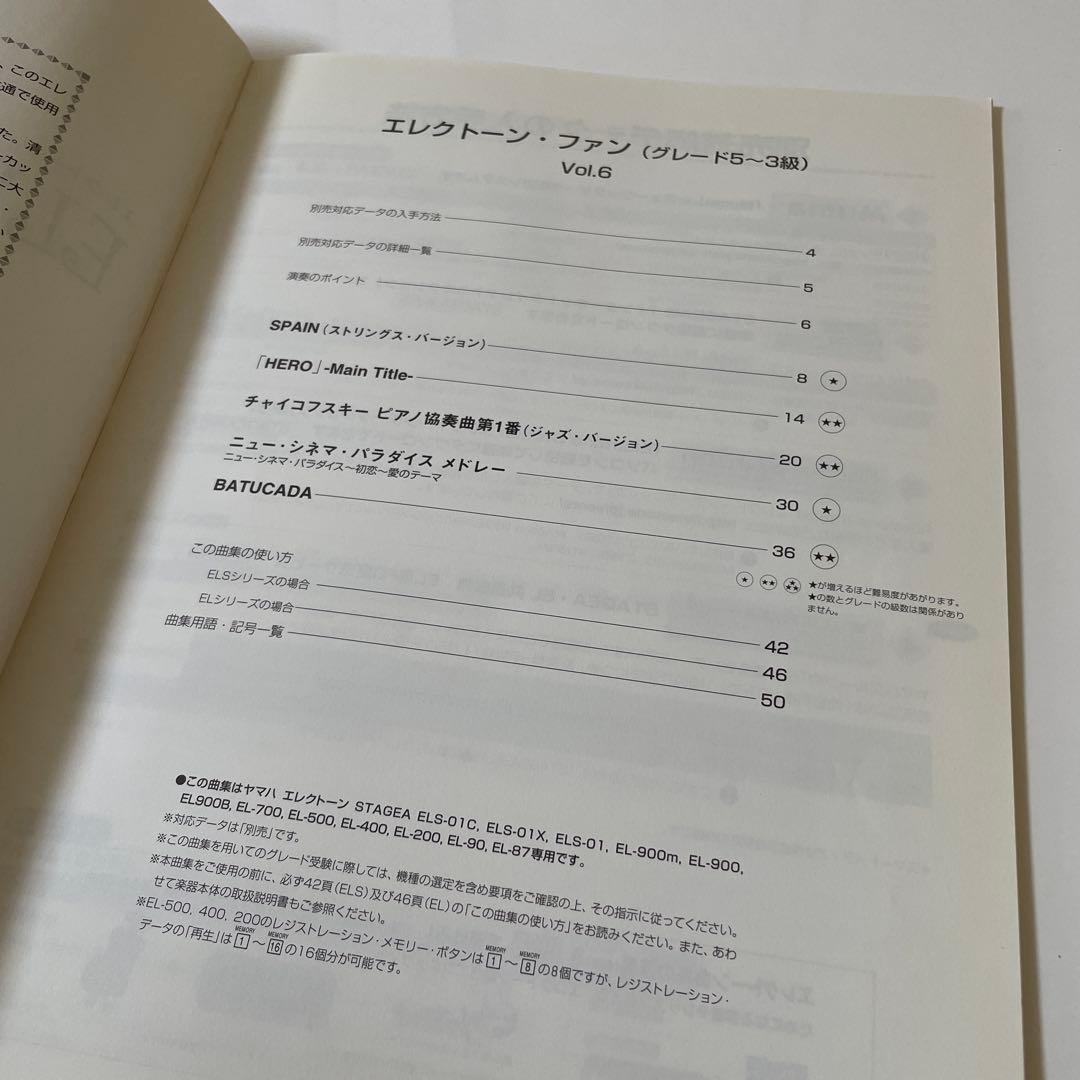 、このエレ
通で使用
た。清
ーカッ
に大
エレクトーン・ファン（グレード5～3級）
Vol.6
別売対応データの入手方法 4
別売対応データの詳細一覧 5
演奏のポイント 6
SPAIN（ストリングス・バージョン） 8 ★
「HERO」-Main Title- 14 ★★
チャイコフスキー ピアノ協奏曲第1番（ジャズ・バージョン） 20 ★★
ニュー・シネマ・パラダイス メドレー 30 ★
ニュー・シネマ・パラダイス～初恋～愛のテーマ
BATUCADA 36 ★★
★ ★★ ★★★ ★が増えるほど難易度があがります。
★の数とグレードの級数は関係があり
ません。
この曲集の使い方
ELSシリーズの場合 42
ELシリーズの場合 46
曲集用語・記号一覧 50
●この曲集はヤマハ エレクトーン STAGEA ELS-01C, ELS-01X, ELS-01, EL-900m, EL-900,
EL900B, EL-700, EL-500, EL-400, EL-200, EL-90, EL-87専用です。
※対応データは「別売」です。
※この曲集を用いてのグレード受験に際しては、機種の選定を含め要項をご確認の上、その指示に従ってください。
※本曲集をご使用の前に、必ず42頁（ELS）及び46頁（EL）の「この曲集の使い方」をお読みください。また、あわ
せて楽器本体の取扱説明書もご参照ください。
※EL-500, 400, 200のレジストレーション・メモリー・ボタンは MEMORY 1 ～ MEMORY 8 の8個ですが、レジストレーション・
データの「再生」は MEMORY 1 ～ MEMORY 16 の16個分が可能です。